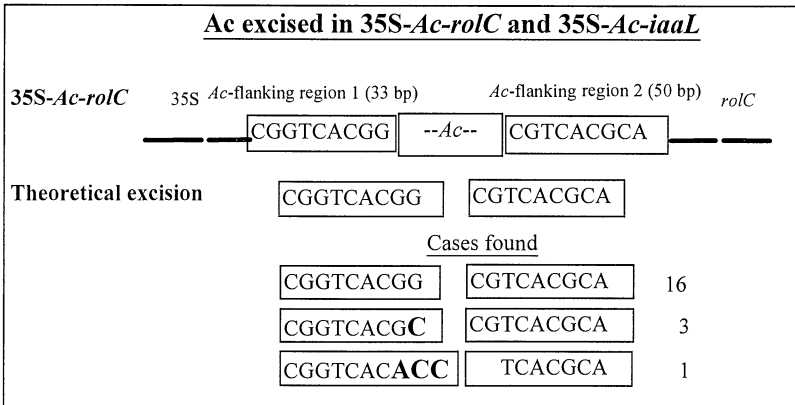 Ac excised in 35S-Ac-rolC and 35S-Ac-iaaL
35S-Ac-rolC 35S Ac-flanking region 1 (33 bp) Ac-flanking region 2 (50 bp) rolC
CGGTCACGG --Ac-- CGTCACGCA
Theoretical excision CGGTCACGG CGTCACGCA
Cases found
CGGTCACGG CGTCACGCA 16
CGGTCACGC CGTCACGCA 3
CGGTCACACC TCACGCA 1